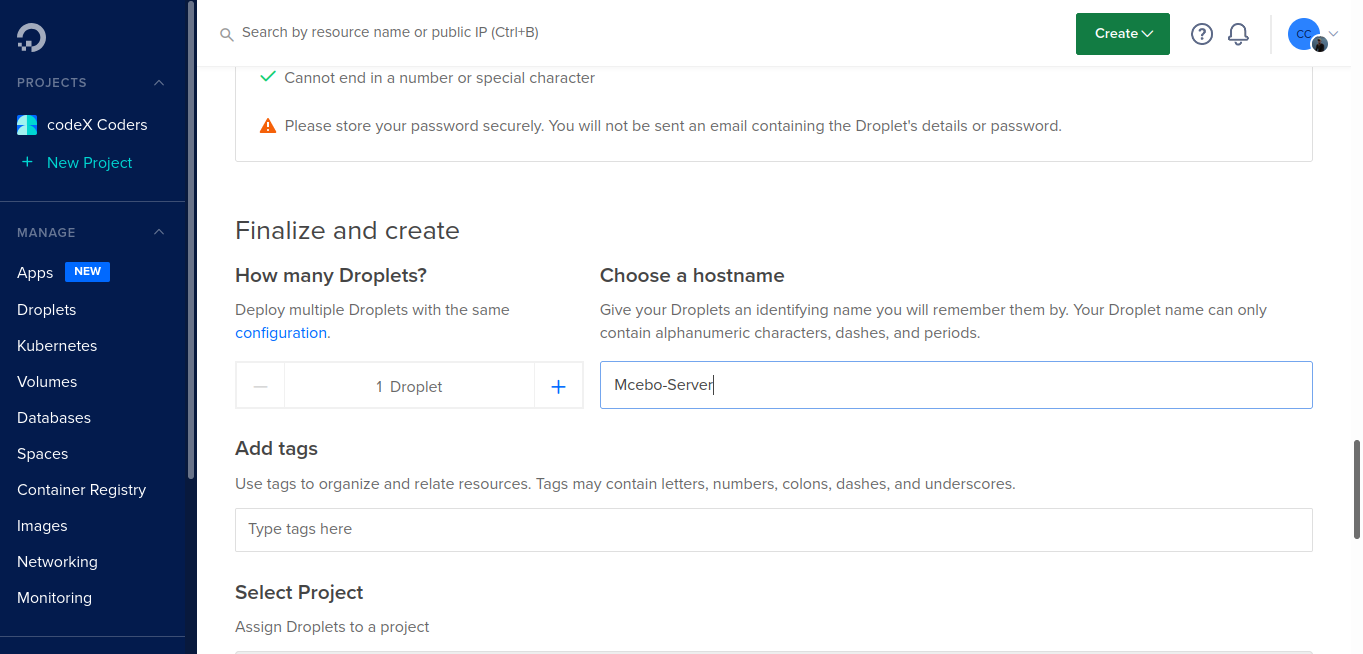 PROJECTS
codeX Coders
+ New Project
MANAGE
Apps NEW
Droplets
Kubernetes
Volumes
Databases
Spaces
Container Registry
Images
Networking
Monitoring
Search by resource name or public IP (Ctrl+B)
Create
?
CC
Cannot end in a number or special character
Please store your password securely. You will not be sent an email containing the Droplet's details or password.
Finalize and create
How many Droplets?
Deploy multiple Droplets with the same
configuration.
1 Droplet
Choose a hostname
Give your Droplets an identifying name you will remember them by. Your Droplet name can only
contain alphanumeric characters, dashes, and periods.
Mcebo-Server
Add tags
Use tags to organize and relate resources. Tags may contain letters, numbers, colons, dashes, and underscores.
Type tags here
Select Project
Assign Droplets to a project